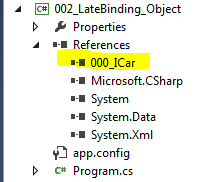 002_LateBinding_Object
Properties
References
000_ICar
Microsoft.CSharp
System
System.Data
System.Xml
app.config
C# Program.cs